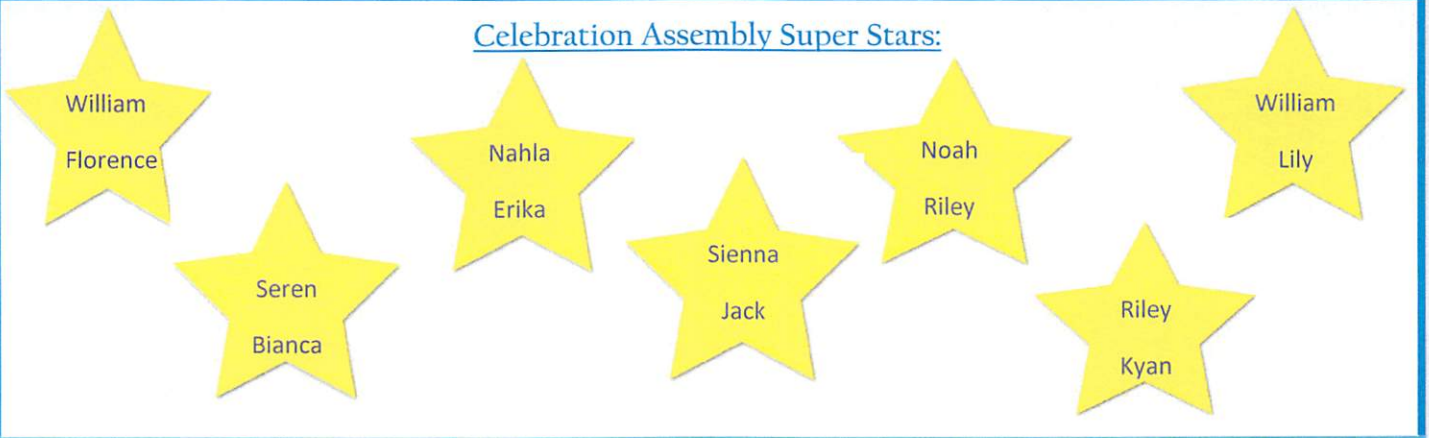 Celebration Assembly Super Stars:
William
Florence
Seren
Bianca
Nahla
Erika
Sienna
Jack
Noah
Riley
Riley
Kyan
William
Lily